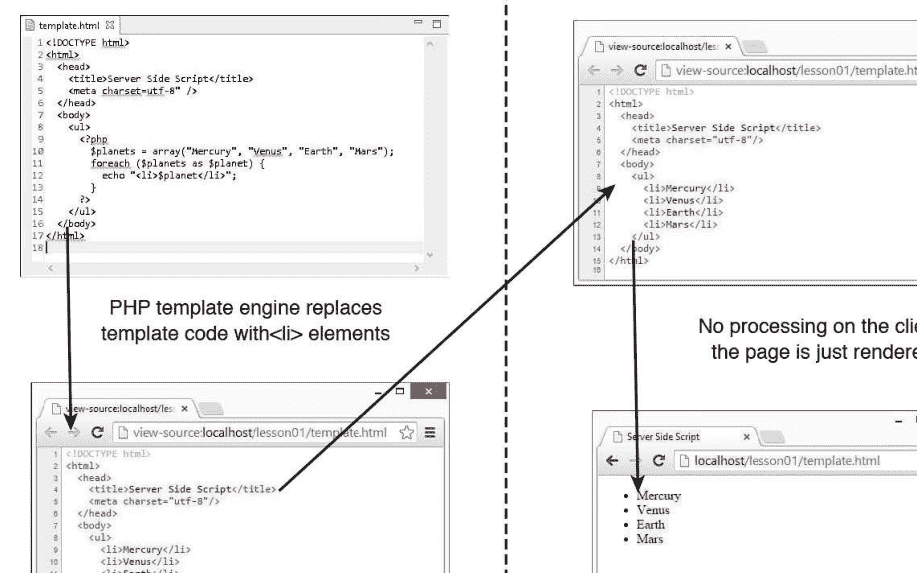 template.html
1 <!DOCTYPE html>
2 <html>
3 <head>
4 <title>Server Side Script</title>
5 <meta charset=utf-8" />
6 </head>
7 <body>
8 <ul>
9 <?php
10 $planets = array("Mercury", "Venus", "Earth", "Mars");
11 foreach ($planets as $planet) {
12 echo "<li>$planet</li>";
13 }
14 ?>
15 </ul>
16 </body>
17 </html>
18
PHP template engine replaces
template code with<li> elements
view-source:localhost/les
view-source:localhost/lesson01/template.html
1 <!DOCTYPE html>
2 <html>
3 <head>
4 <title>Server Side Script</title>
5 <meta charset="utf-8"/>
6 </head>
7 <body>
8 <ul>
9 <li>Mercury</li>
10 <li>Venus</li>
11 <li>Earth</li>
view-source:localhost/les
view-source:localhost/lesson01/template.ht
1 <!DOCTYPE html>
2 <html>
3 <head>
4 <title>Server Side Script</title>
5 <meta charset="utf-8"/>
6 </head>
7 <body>
8 <ul>
9 <li>Mercury</li>
10 <li>Venus</li>
11 <li>Earth</li>
12 <li>Mars</li>
13 </ul>
14 </body>
15 </html>
16
No processing on the clie
the page is just rendere
Server Side Script
localhost/lesson01/template.html
• Mercury
• Venus
• Earth
• Mars